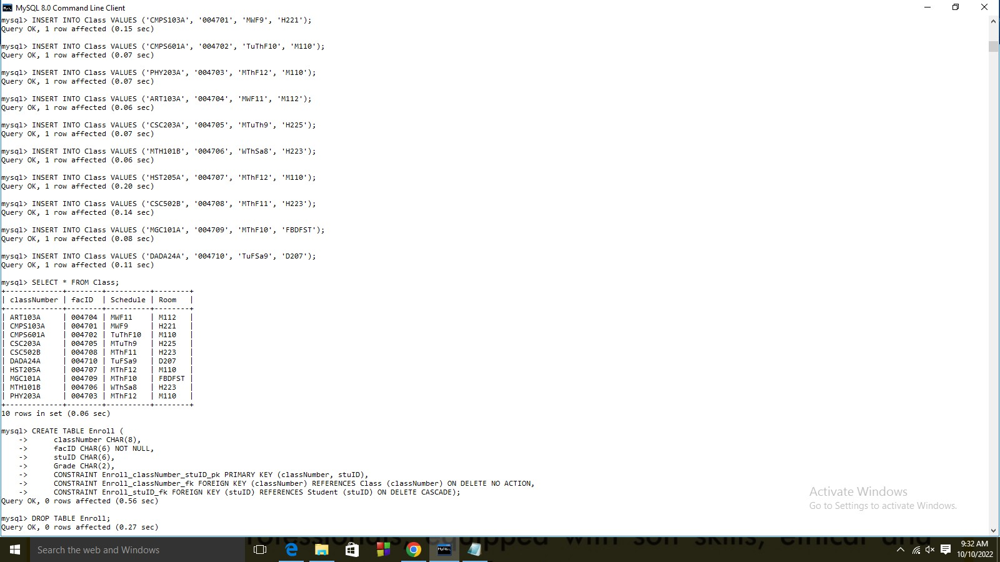 MySQL 8.0 Command Line Client
mysql> INSERT INTO Class VALUES ('CMPS103A', '004701', 'MWF9', 'H221');
Query OK, 1 row affected (0.15 sec)
mysql> INSERT INTO Class VALUES ('CMPS601A', '004702', 'TuThF10', 'M110');
Query OK, 1 row affected (0.07 sec)
mysql> INSERT INTO Class VALUES ('PHY203A', '004703', 'MThF12', 'M110');
Query OK, 1 row affected (0.07 sec)
mysql> INSERT INTO Class VALUES ('ART103A', '004704', 'MWF11', 'M112');
Query OK, 1 row affected (0.06 sec)
mysql> INSERT INTO Class VALUES ('CSC203A', '004705', 'MTuTh9', 'H225');
Query OK, 1 row affected (0.07 sec)
mysql> INSERT INTO Class VALUES ('MTH101B', '004706', 'WThSa8', 'H223');
Query OK, 1 row affected (0.06 sec)
mysql> INSERT INTO Class VALUES ('HST205A', '004707', 'MThF12', 'M110');
Query OK, 1 row affected (0.20 sec)
mysql> INSERT INTO Class VALUES ('CSC502B', '004708', 'MThF11', 'H223');
Query OK, 1 row affected (0.14 sec)
mysql> INSERT INTO Class VALUES ('MGC101A', '004709', 'MThF10', 'FBDFST');
Query OK, 1 row affected (0.08 sec)
mysql> INSERT INTO Class VALUES ('DADA24A', '004710', 'TuFSa9', 'D207');
Query OK, 1 row affected (0.11 sec)
mysql> SELECT * FROM Class;
+-------------+--------+----------+--------+
| classNumber | facID  | Schedule | Room   |
+-------------+--------+----------+--------+
| ART103A     | 004704 | MWF11    | M112   |
| CMPS103A    | 004701 | MWF9     | H221   |
| CMPS601A    | 004702 | TuThF10  | M110   |
| CSC203A     | 004705 | MTuTh9   | H225   |
| CSC502B     | 004708 | MThF11   | H223   |
| DADA24A     | 004710 | TuFSa9   | D207   |
| HST205A     | 004707 | MThF12   | M110   |
| MGC101A     | 004709 | MThF10   | FBDFST |
| MTH101B     | 004706 | WThSa8   | H223   |
| PHY203A     | 004703 | MThF12   | M110   |
+-------------+--------+----------+--------+
10 rows in set (0.06 sec)
mysql> CREATE TABLE Enroll (
    ->      classNumber CHAR(8),
    ->      facID CHAR(6) NOT NULL,
    ->      stuID CHAR(6),
    ->      Grade CHAR(2),
    ->      CONSTRAINT Enroll_classNumber_stuID_pk PRIMARY KEY (classNumber, stuID),
    ->      CONSTRAINT Enroll_classNumber_fk FOREIGN KEY (classNumber) REFERENCES Class (classNumber) ON DELETE NO ACTION,
    ->      CONSTRAINT Enroll_stuID_fk FOREIGN KEY (stuID) REFERENCES Student (stuID) ON DELETE CASCADE);
Query OK, 0 rows affected (0.56 sec)
mysql> DROP TABLE Enroll;
Query OK, 0 rows affected (0.27 sec)
Activate Windows
Go to Settings to activate Windows.
Search the web and Windows
9:32 AM
10/10/2022